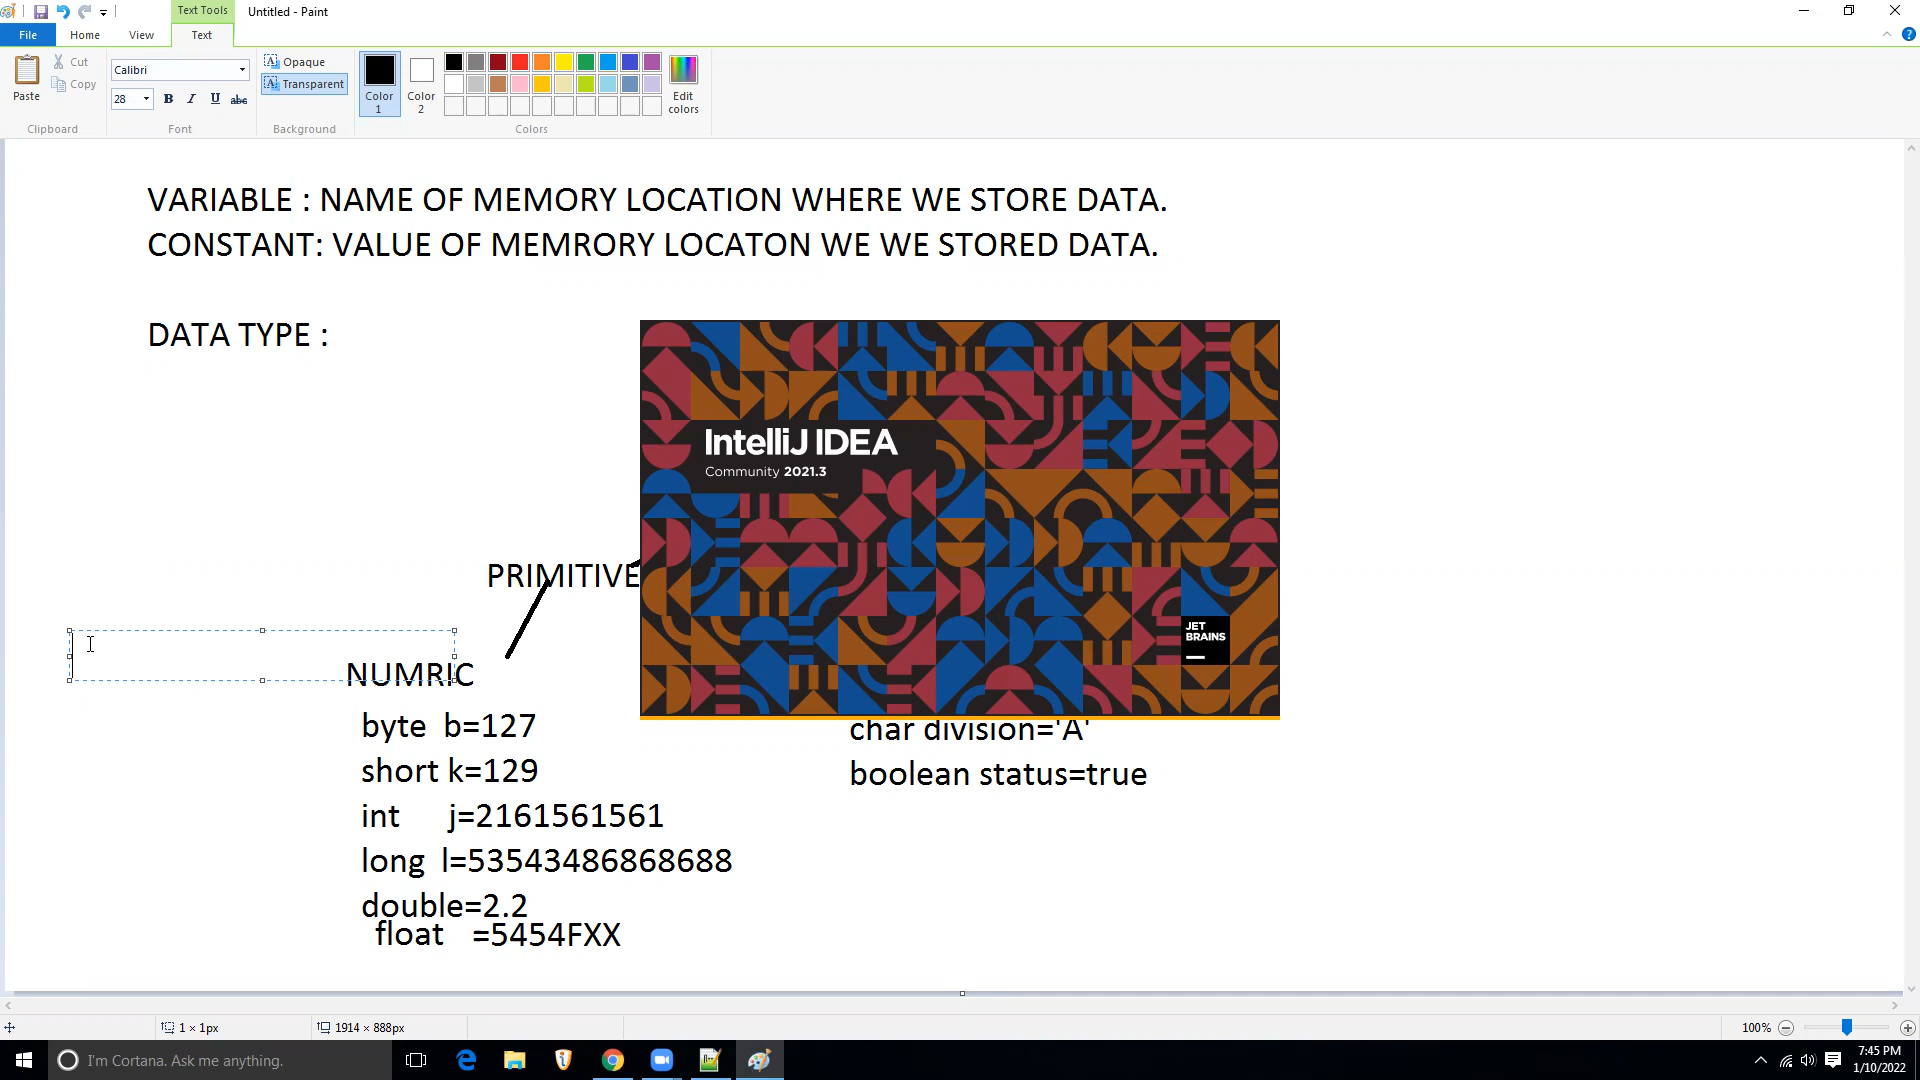 Text Tools
Untitled - Paint
File
Home
View
Text
Paste
Cut
Copy
Clipboard
Calibri
28
B I U abc
Font
Opaque
Transparent
Background
Color 1
Color 2
Edit colors
Colors
VARIABLE : NAME OF MEMORY LOCATION WHERE WE STORE DATA.
CONSTANT: VALUE OF MEMRORY LOCATON WE WE STORED DATA.
DATA TYPE :
IntelliJ IDEA
Community 2021.3
JET
BRAINS
PRIMITIVE
NUMRIC
byte b=127
short k=129
int j=2161561561
long l=53543486868688
double=2.2
float =5454FXX
char division='A'
boolean status=true
1 × 1px
1914 × 888px
100%
I'm Cortana. Ask me anything.
7:45 PM
1/10/2022